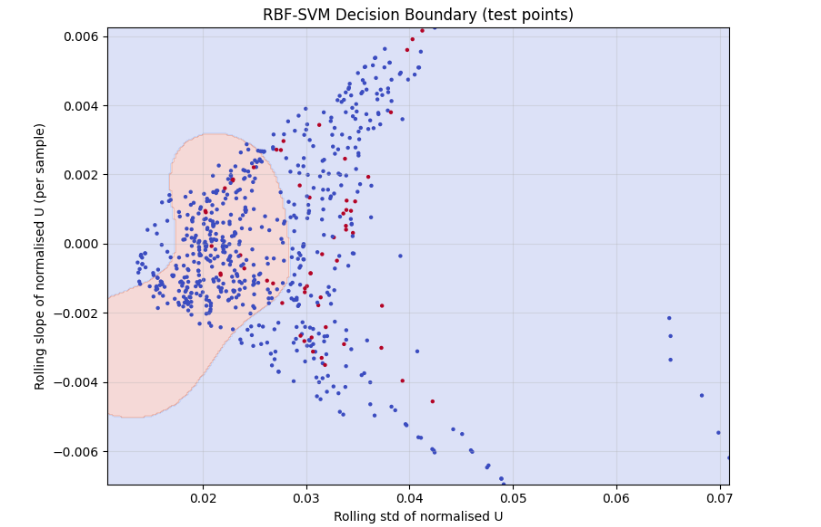 RBF-SVM Decision Boundary (test points)
0.006
0.004
0.002
0.000
−0.002
−0.004
−0.006
Rolling slope of normalised U (per sample)
0.02 0.03 0.04 0.05 0.06 0.07
Rolling std of normalised U